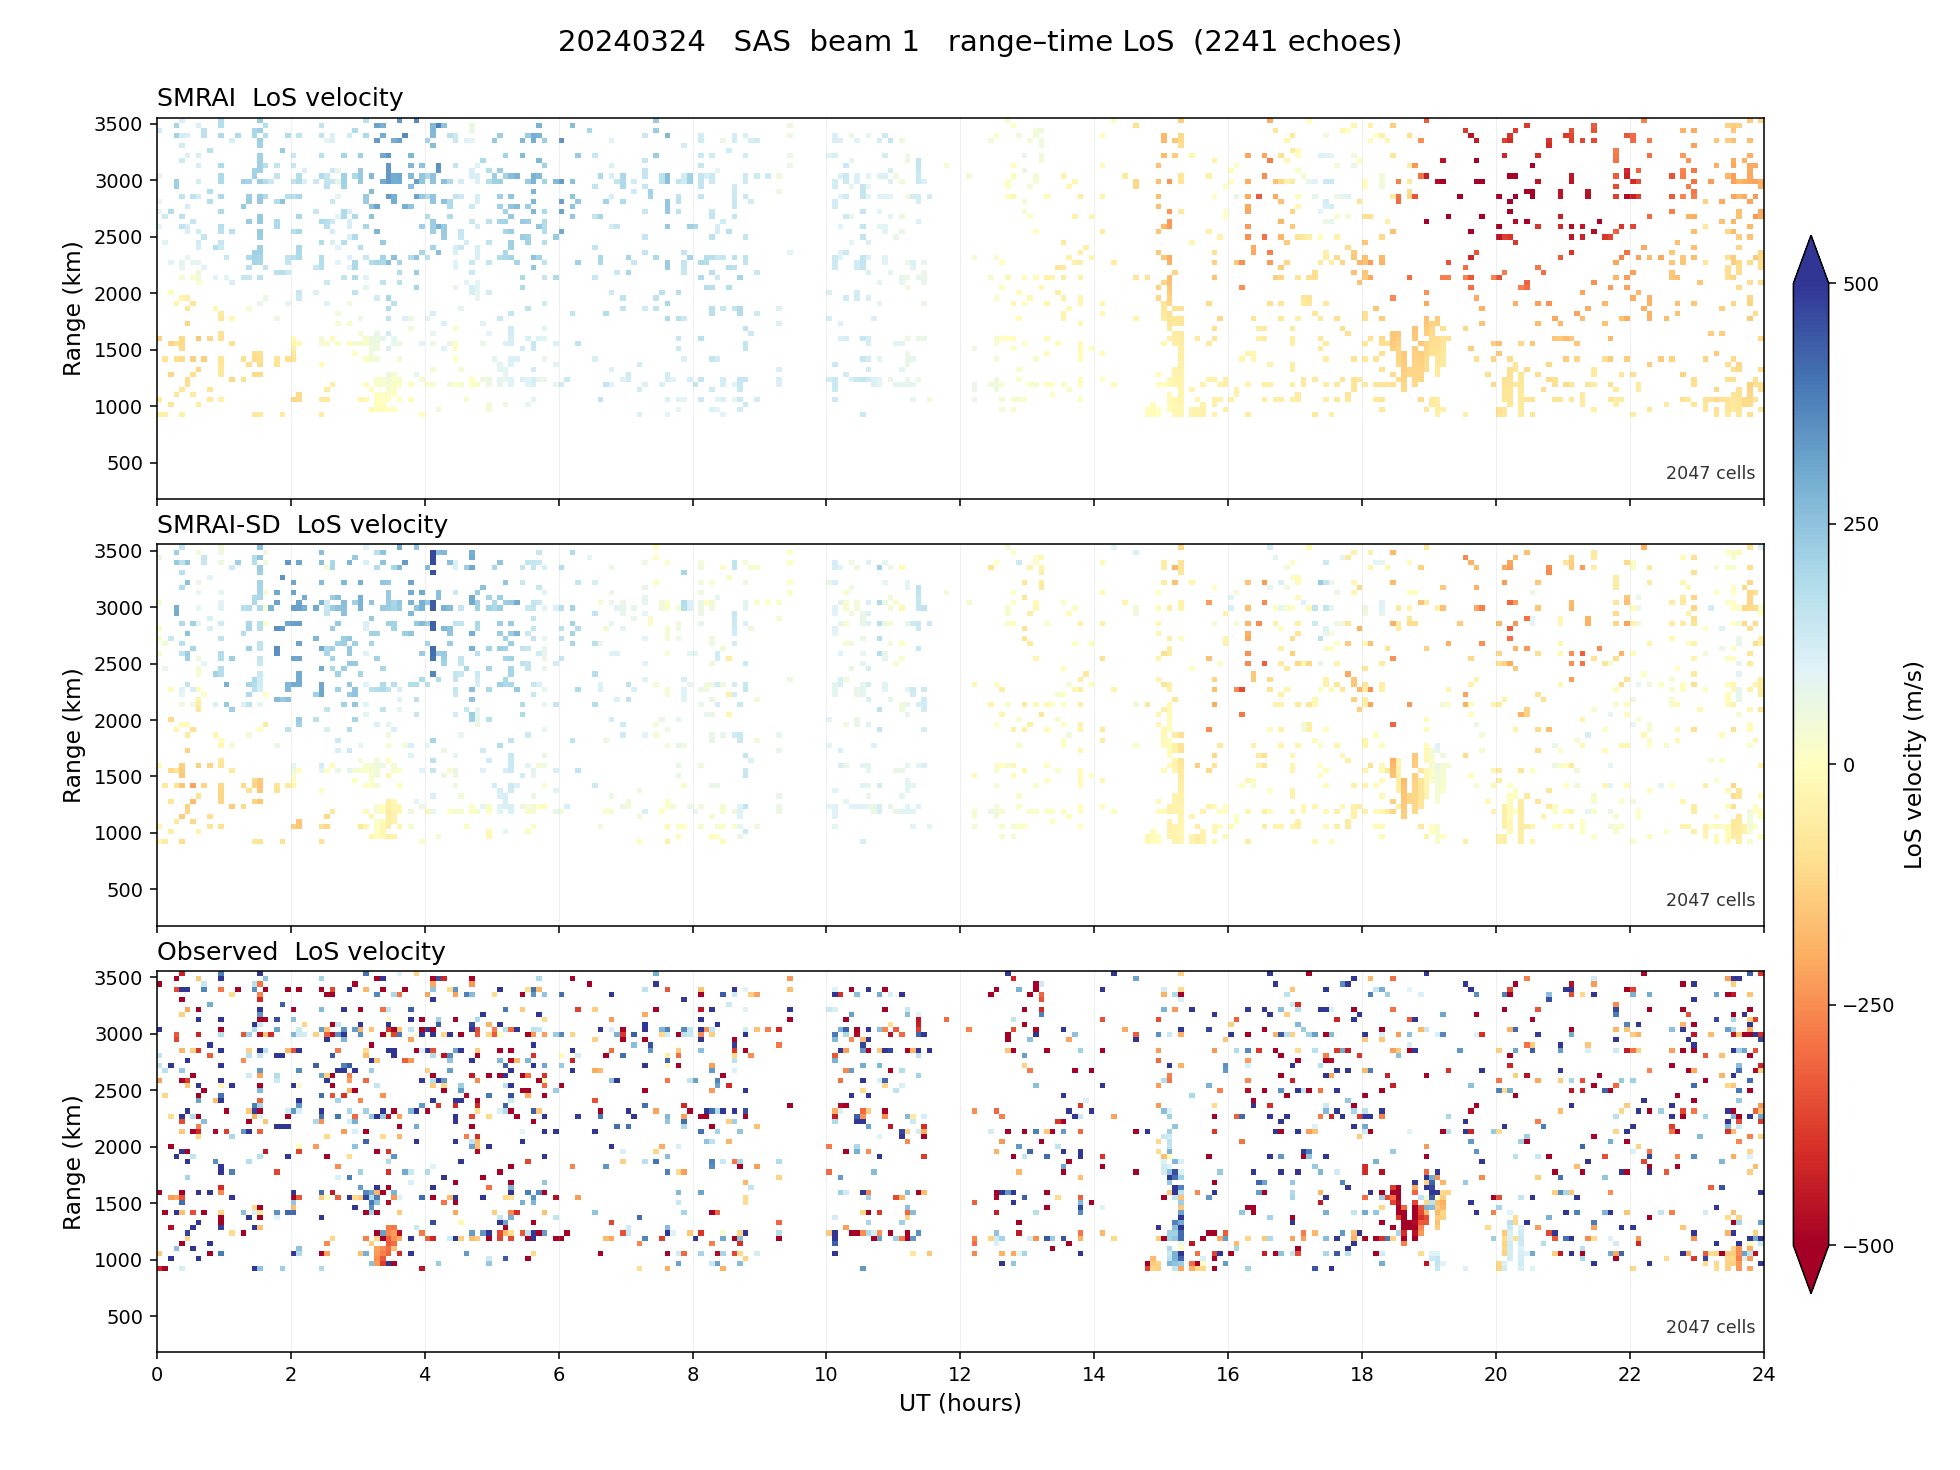 20240324   SAS  beam 1   range–time LoS  (2241 echoes)
SMRAI  LoS velocity
3500
3000
2500
2000
1500
1000
500
Range (km)
2047 cells
SMRAI-SD  LoS velocity
3500
3000
2500
2000
1500
1000
500
Range (km)
2047 cells
Observed  LoS velocity
3500
3000
2500
2000
1500
1000
500
Range (km)
2047 cells
0 2 4 6 8 10 12 14 16 18 20 22 24
UT (hours)
500
250
0
−250
−500
LoS velocity (m/s)